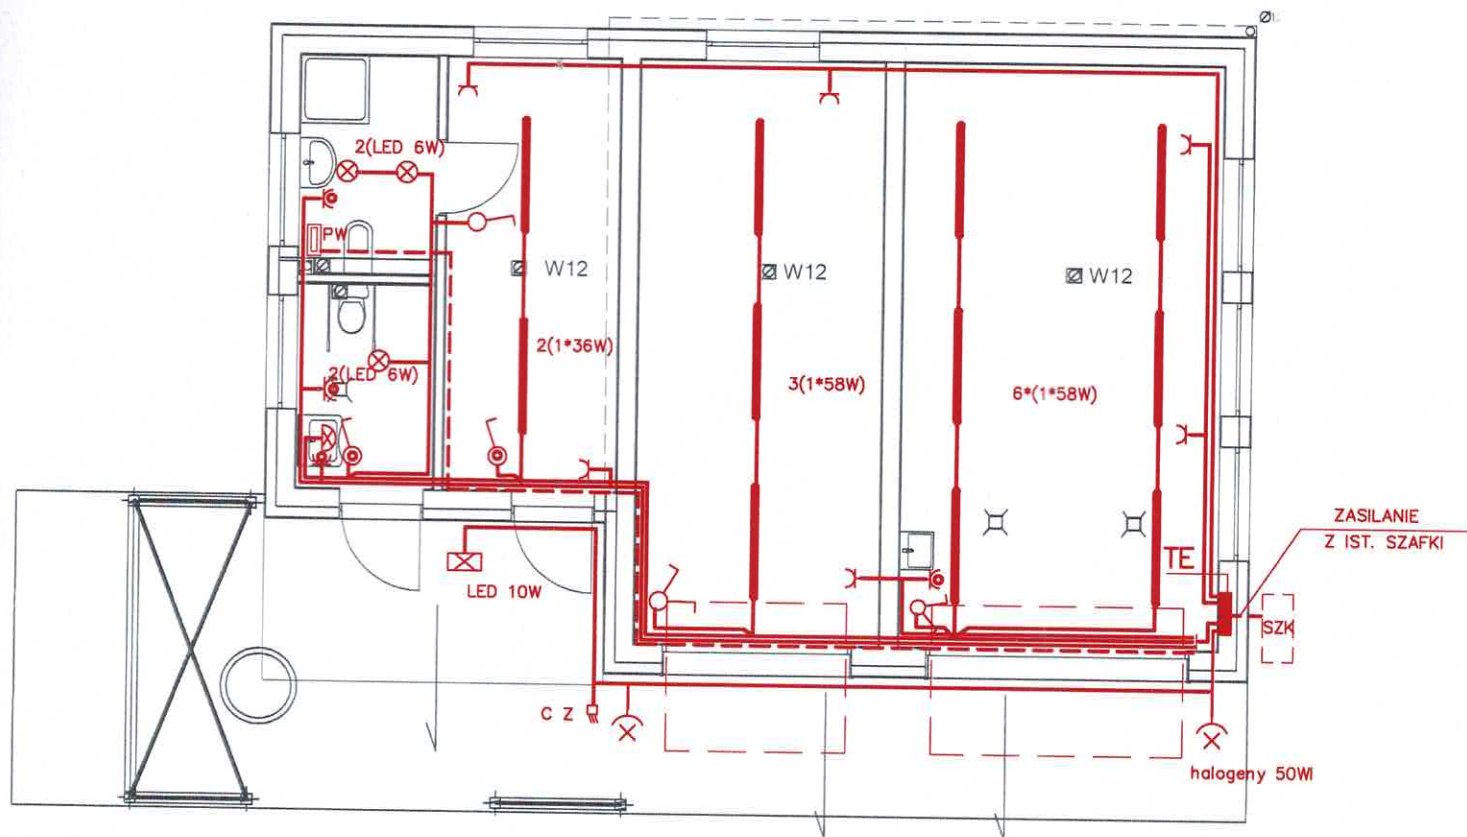 2(LED 6W)
PW
W12
W12
W12
2(1*36W)
2(LED 6W)
3(1*58W)
6*(1*58W)
ZASILANIE
Z IST. SZAFKI
TE
LED 10W
SZK
C Z
halogeny 50W